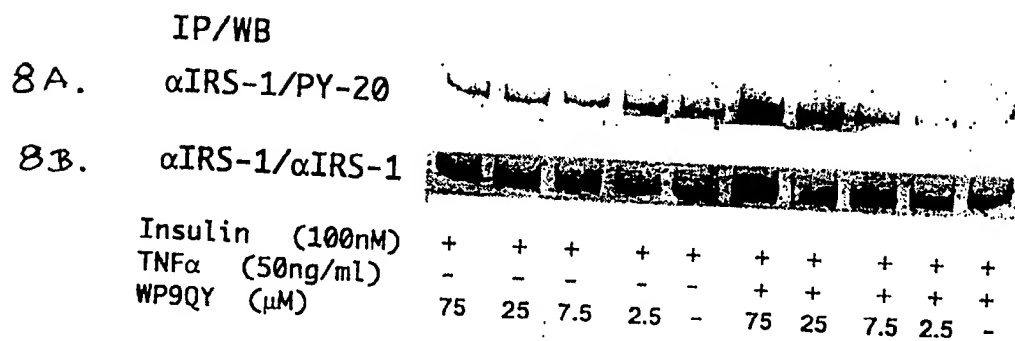 IP/WB
8A. αIRS-1/PY-20
8B. αIRS-1/αIRS-1
Insulin (100nM) + + + + + + + + + +
TNFα (50ng/ml) - - - - - + + + + +
WP9QY (μM) 75 25 7.5 2.5 - 75 25 7.5 2.5 -